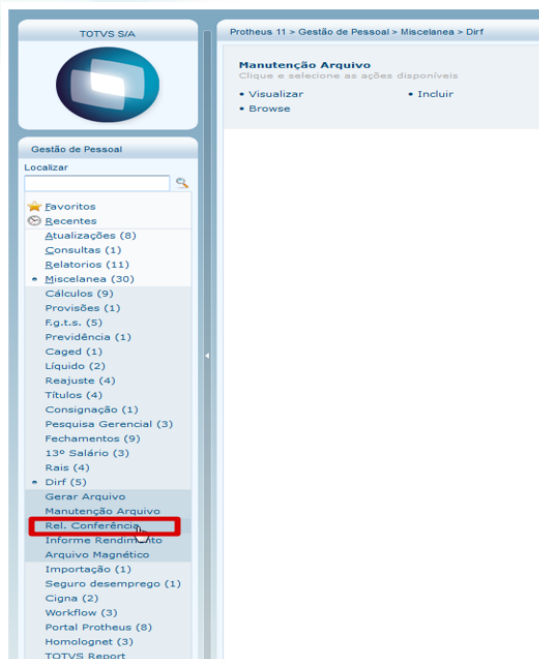 TOTVS S/A
Protheus 11 > Gestão de Pessoal > Miscelanea > Dirf
Manutenção Arquivo
Clique e selecione as ações disponíveis
• Visualizar
• Incluir
• Browse
Gestão de Pessoal
Localizar
Favoritos
Recentes
Atualizações (8)
Consultas (1)
Relatorios (11)
Miscelanea (30)
Cálculos (9)
Provisões (1)
F.g.t.s. (5)
Previdência (1)
Caged (1)
Líquido (2)
Reajuste (4)
Títulos (4)
Consignação (1)
Pesquisa Gerencial (3)
Fechamentos (9)
13º Salário (3)
Rais (4)
Dirf (5)
Gerar Arquivo
Manutenção Arquivo
Rel. Conferência
Informe Rendimento
Arquivo Magnético
Importação (1)
Seguro desemprego (1)
Cigna (2)
Workflow (3)
Portal Protheus (8)
Homolognet (3)
TOTVS Report